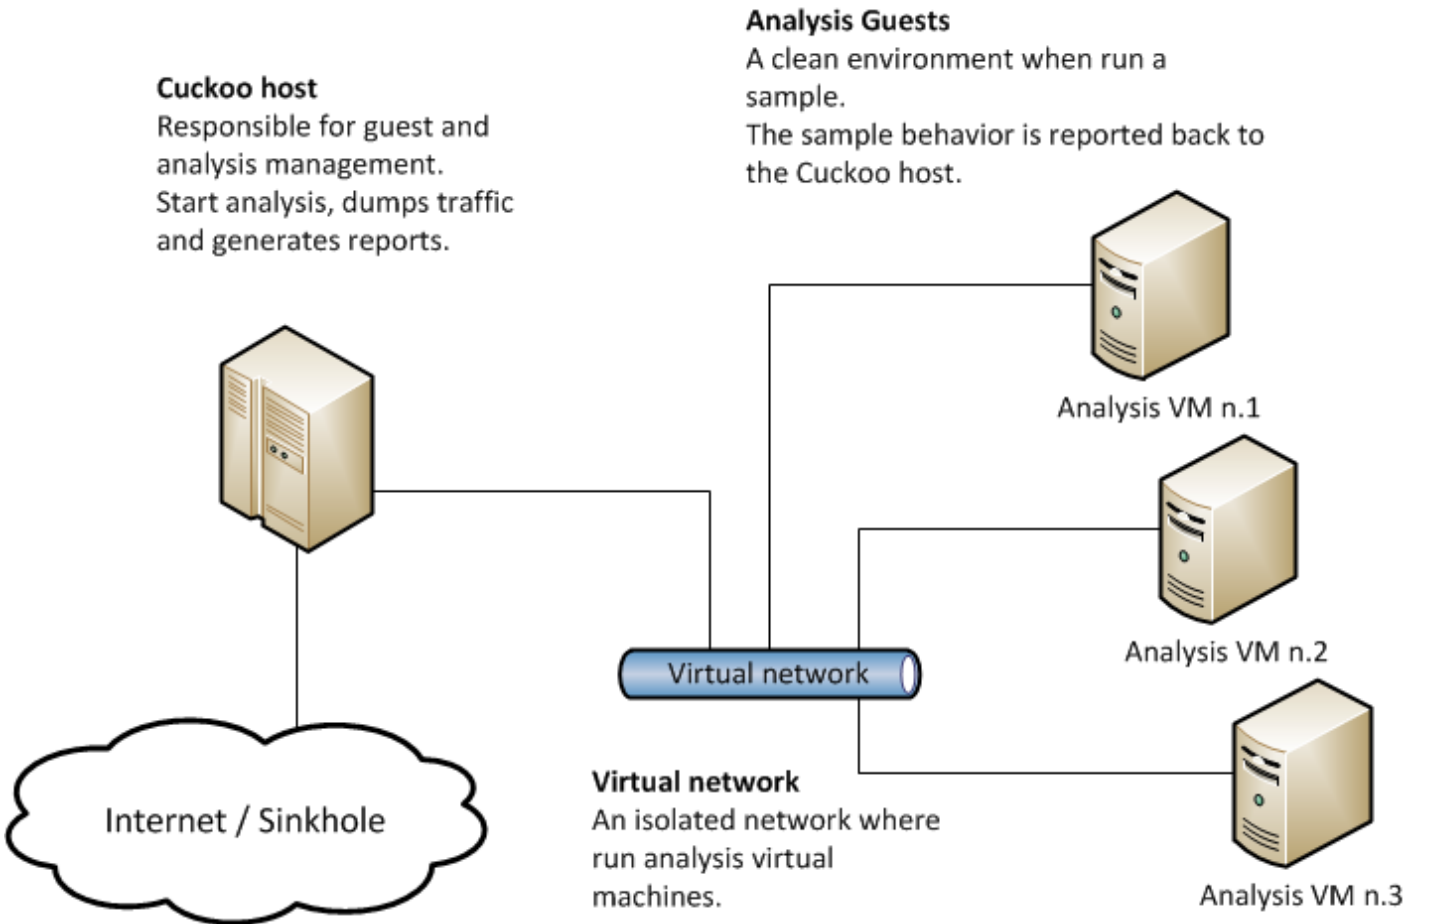 Cuckoo host
Responsible for guest and
analysis management.
Start analysis, dumps traffic
and generates reports.
Analysis Guests
A clean environment when run a
sample.
The sample behavior is reported back to
the Cuckoo host.
Analysis VM n.1
Analysis VM n.2
Virtual network
Internet / Sinkhole
Virtual network
An isolated network where
run analysis virtual
machines.
Analysis VM n.3